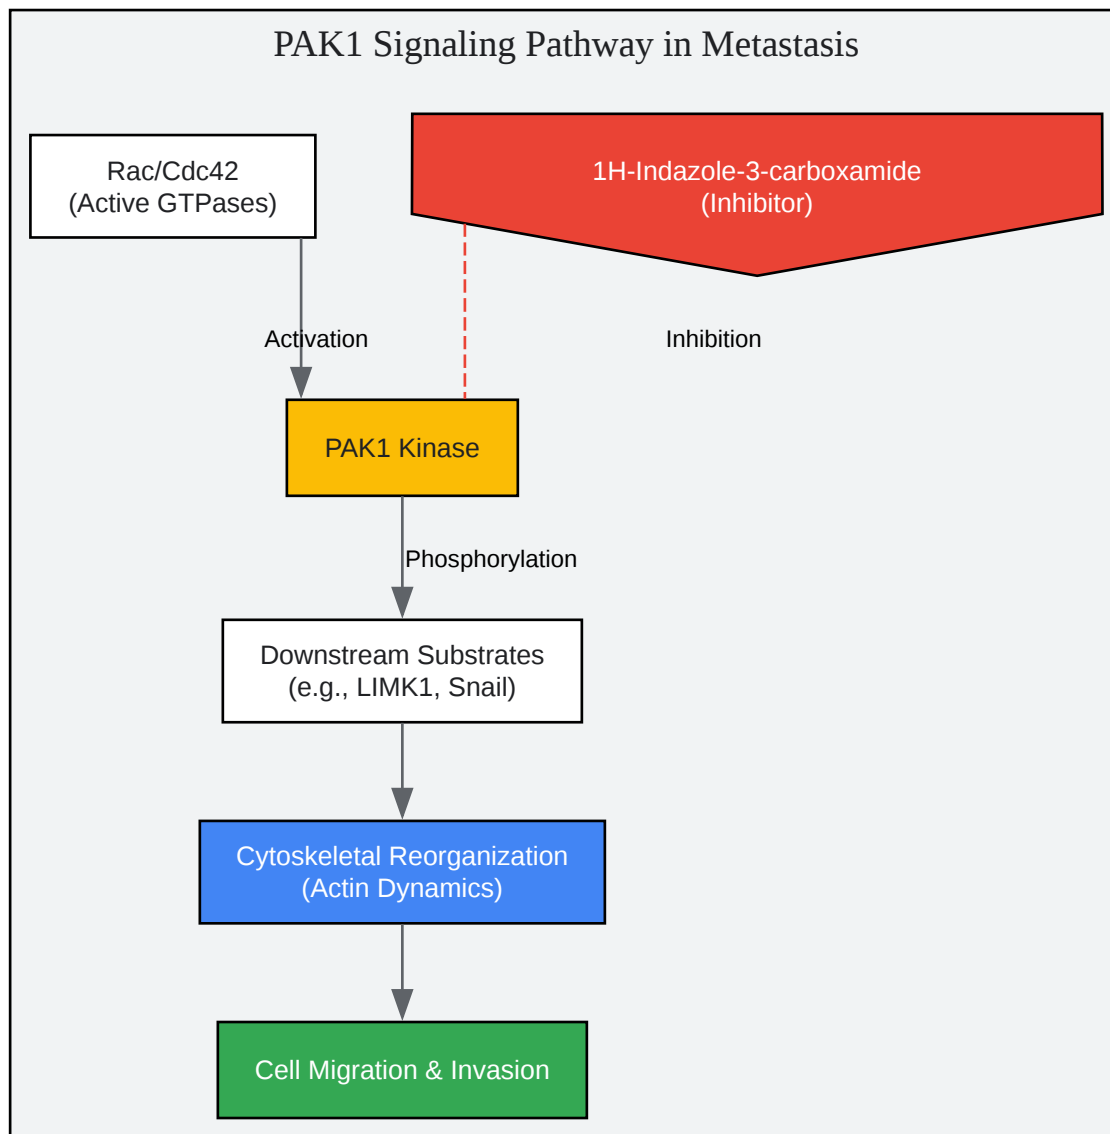 PAK1 Signaling Pathway in Metastasis
Rac/Cdc42
(Active GTPases)
1H-Indazole-3-carboxamide
(Inhibitor)
Activation
Inhibition
PAK1 Kinase
Phosphorylation
Downstream Substrates
(e.g., LIMK1, Snail)
Cytoskeletal Reorganization
(Actin Dynamics)
Cell Migration & Invasion